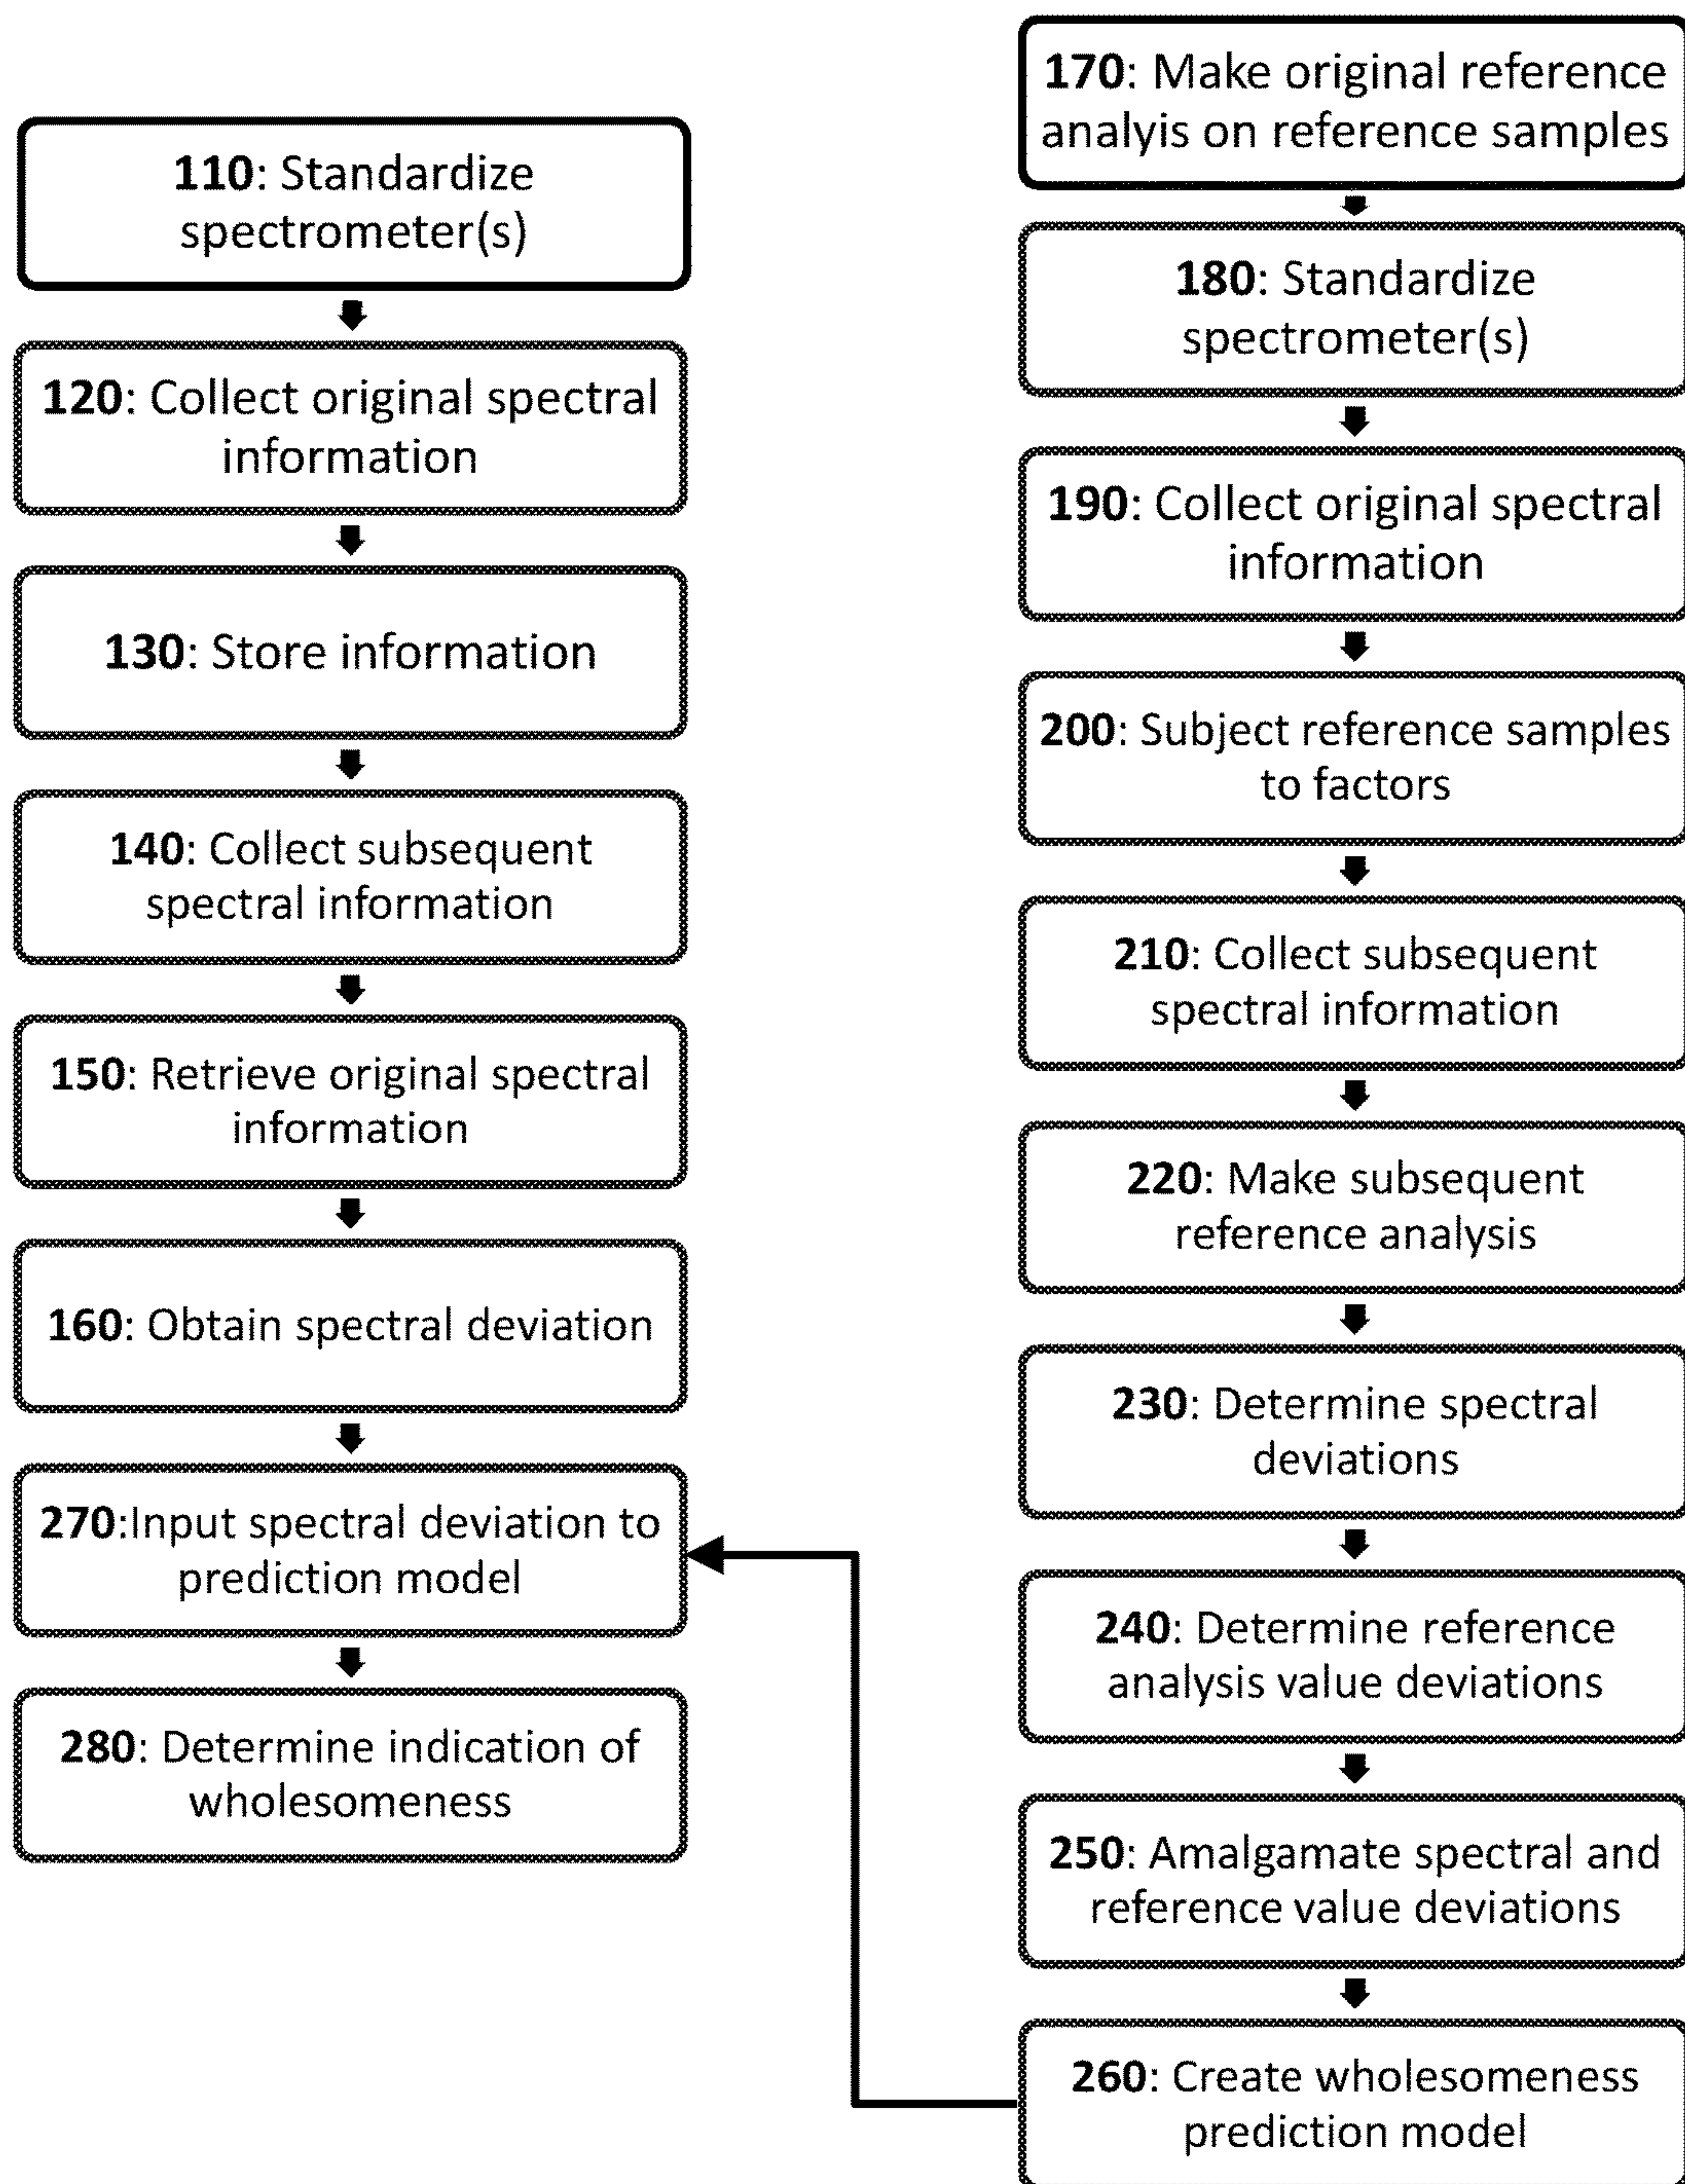 110: Standardize
spectrometer(s)
120: Collect original spectral
information
130: Store information
140: Collect subsequent
spectral information
150: Retrieve original spectral
information
160: Obtain spectral deviation
270:Input spectral deviation to
prediction model
280: Determine indication of
wholesomeness
170: Make original reference
analyis on reference samples
180: Standardize
spectrometer(s)
190: Collect original spectral
information
200: Subject reference samples
to factors
210: Collect subsequent
spectral information
220: Make subsequent
reference analysis
230: Determine spectral
deviations
240: Determine reference
analysis value deviations
250: Amalgamate spectral and
reference value deviations
260: Create wholesomeness
prediction model